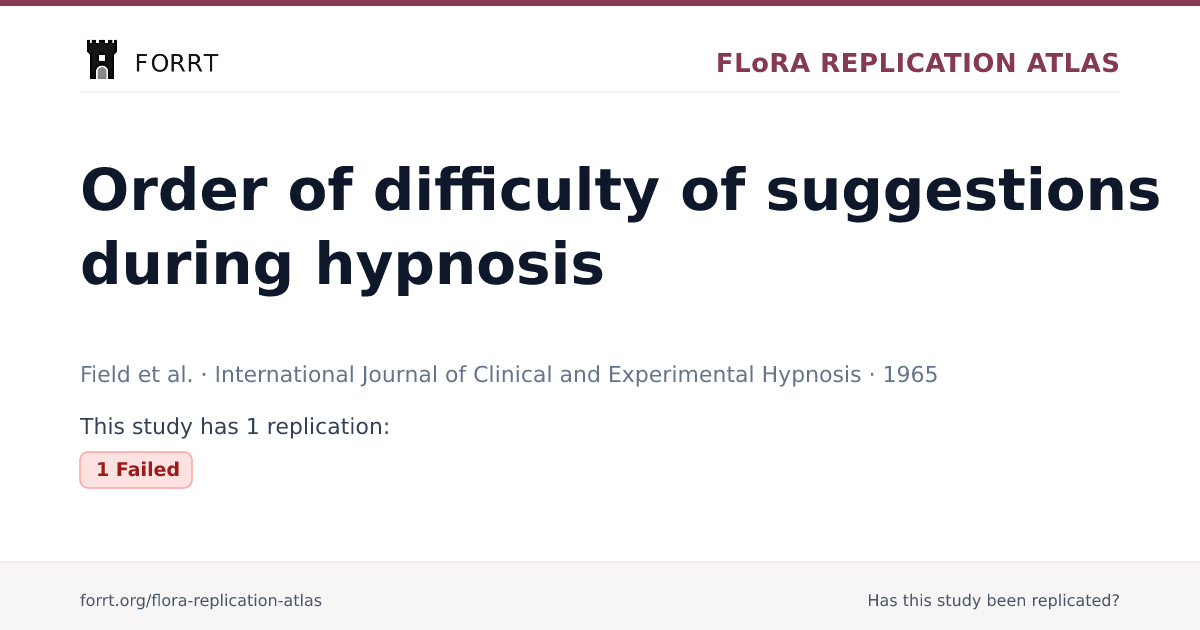 FORRT
FLoRA REPLICATION ATLAS
Order of difficulty of suggestions
during hypnosis
Field et al. · International Journal of Clinical and Experimental Hypnosis · 1965
This study has 1 replication:
1 Failed
forrt.org/flora-replication-atlas
Has this study been replicated?